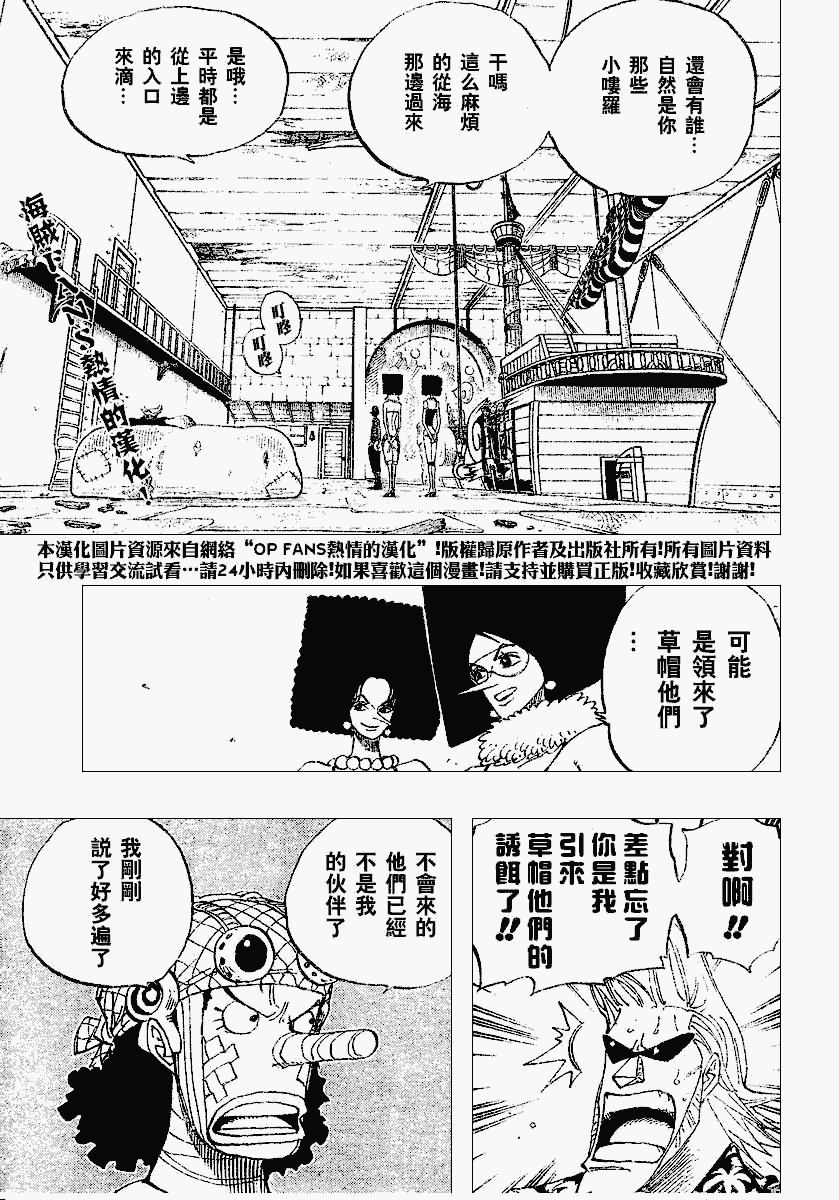 還會有誰…
自然是你
那些
小嘍羅
干嗎
這么麻煩
的從海
那邊過來
是哦…
平時都是
從上邊
的入口
來滴…
海賊FANS熱情的漢化!
叮咚
叮咚
本漢化圖片資源來自網絡“OP FANS熱情的漢化”!版權歸原作者及出版社所有!所有圖片資料
只供學習交流試看…請24小時內刪除!如果喜歡這個漫畫!請支持並購買正版!收藏欣賞!謝謝!
可能
是領來了
草帽他們
…
對啊!!
差點忘了
你是我
引來
草帽他們的
誘餌了!!
不會來的
他們已經
不是我
的伙伴了
我剛剛
説了好多遍了